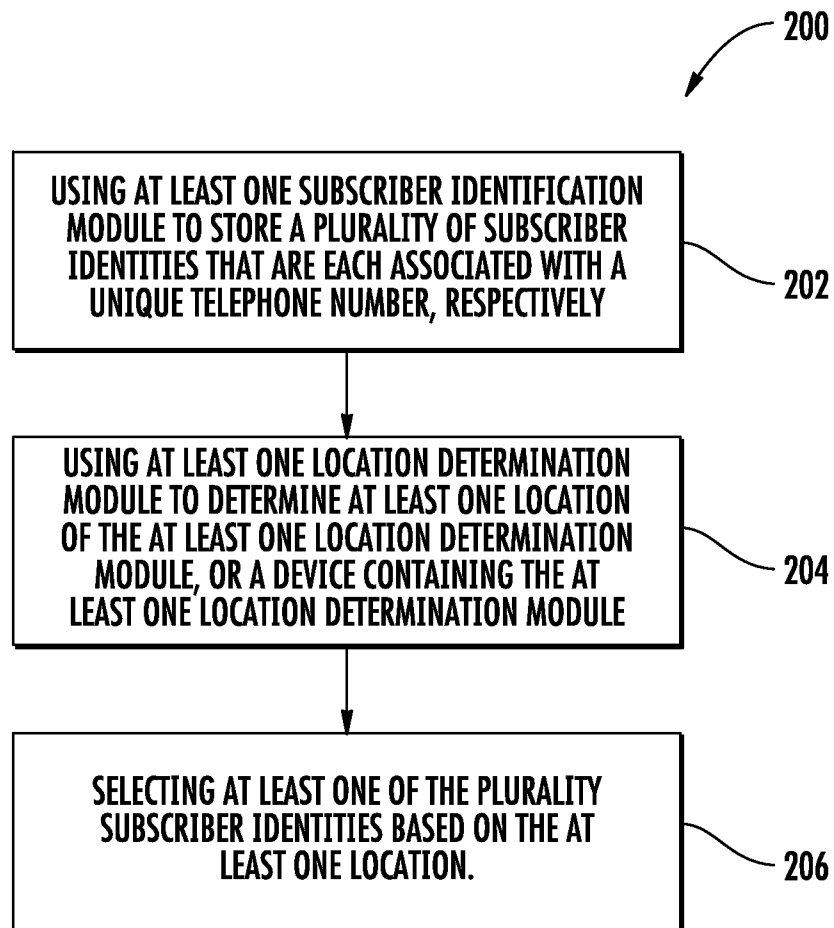 200
USING AT LEAST ONE SUBSCRIBER IDENTIFICATION
MODULE TO STORE A PLURALITY OF SUBSCRIBER
IDENTITIES THAT ARE EACH ASSOCIATED WITH A
UNIQUE TELEPHONE NUMBER, RESPECTIVELY
202
USING AT LEAST ONE LOCATION DETERMINATION
MODULE TO DETERMINE AT LEAST ONE LOCATION
OF THE AT LEAST ONE LOCATION DETERMINATION
MODULE, OR A DEVICE CONTAINING THE AT
LEAST ONE LOCATION DETERMINATION MODULE
204
SELECTING AT LEAST ONE OF THE PLURALITY
SUBSCRIBER IDENTITIES BASED ON THE AT
LEAST ONE LOCATION.
206